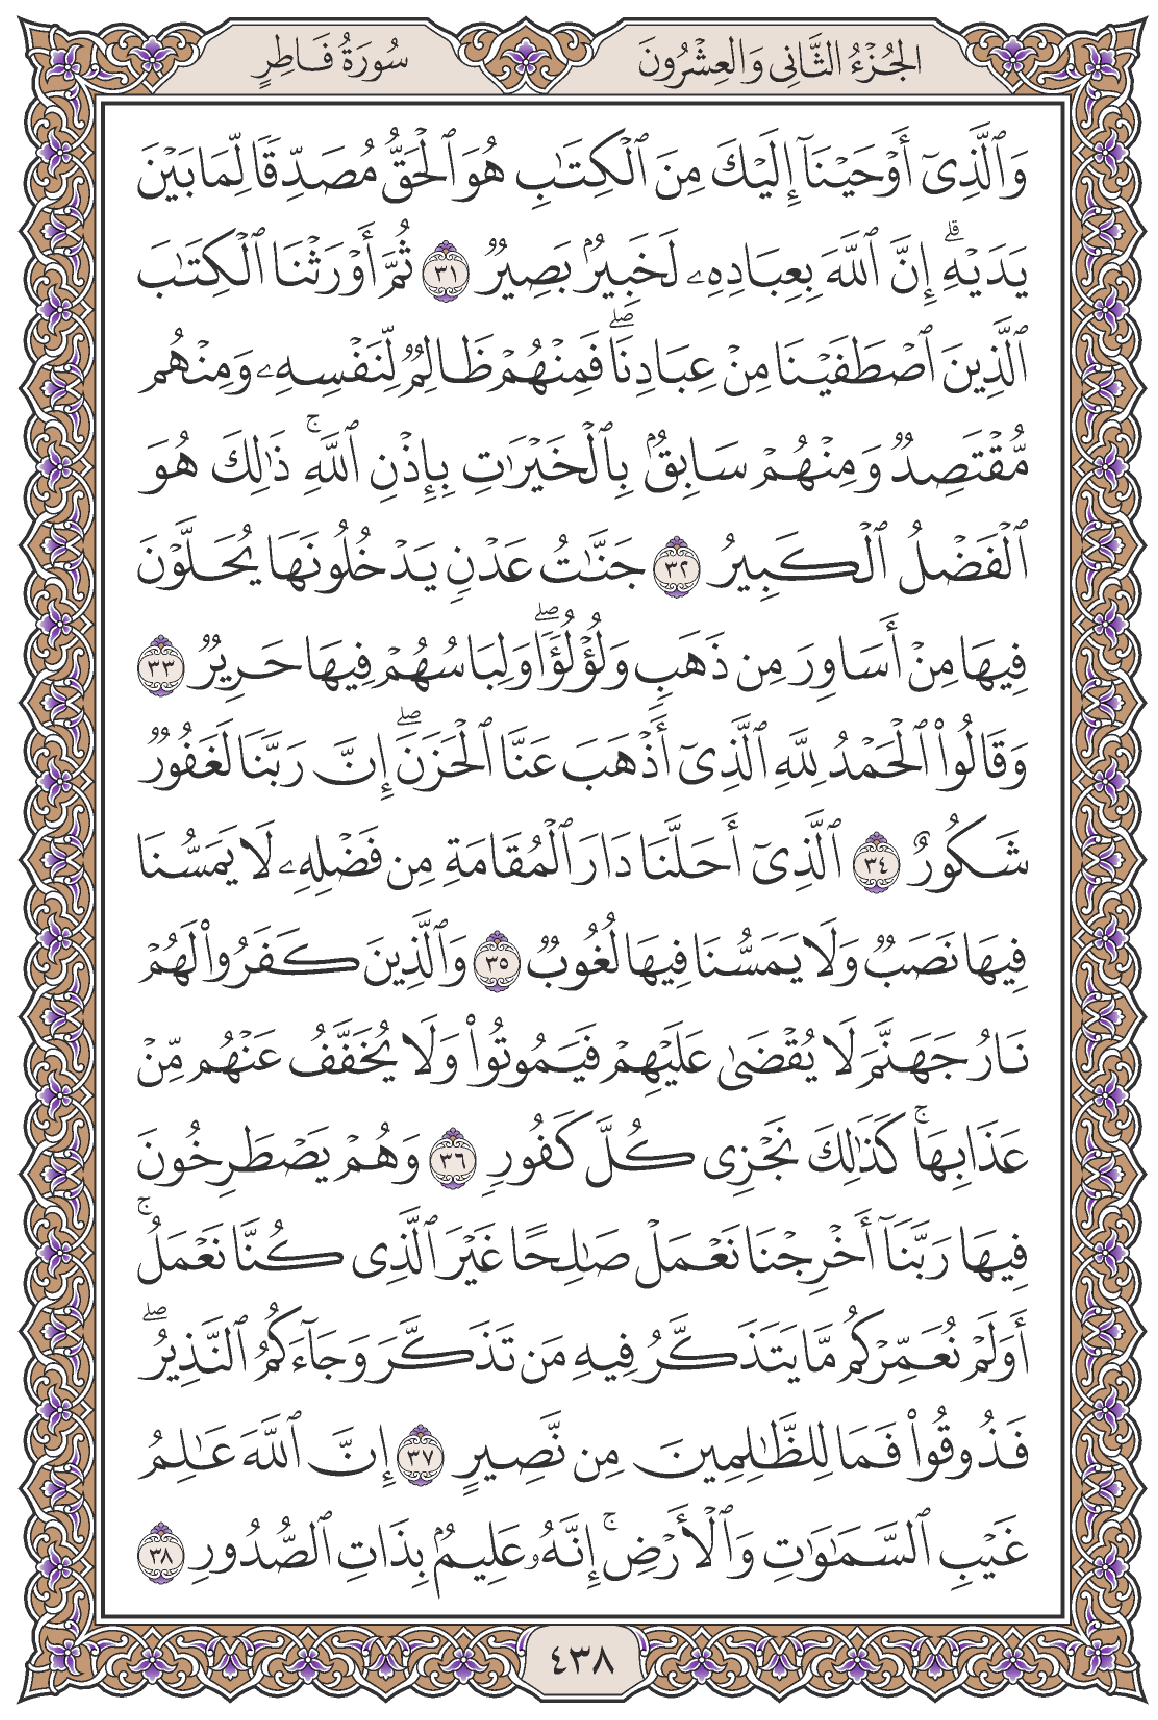 الجُزْءُ الثَّانِي وَالعِشْرُونَ
سُورَةُ فَاطِرٍ
وَٱلَّذِىٓ أَوْحَيْنَآ إِلَيْكَ مِنَ ٱلْكِتَٰبِ هُوَ ٱلْحَقُّ مُصَدِّقًا لِّمَا بَيْنَ
يَدَيْهِۗ إِنَّ ٱللَّهَ بِعِبَادِهِۦ لَخَبِيرٌۢ بَصِيرٌ ٣١ ثُمَّ أَوْرَثْنَا ٱلْكِتَٰبَ
ٱلَّذِينَ ٱصْطَفَيْنَا مِنْ عِبَادِنَاۖ فَمِنْهُمْ ظَالِمٌ لِّنَفْسِهِۦ وَمِنْهُم
مُّقْتَصِدٌ وَمِنْهُمْ سَابِقٌۢ بِٱلْخَيْرَٰتِ بِإِذْنِ ٱللَّهِۚ ذَٰلِكَ هُوَ
ٱلْفَضْلُ ٱلْكَبِيرُ ٣٢ جَنَّٰتُ عَدْنٍ يَدْخُلُونَهَا يُحَلَّوْنَ
فِيهَا مِنْ أَسَاوِرَ مِن ذَهَبٍ وَلُؤْلُؤًاۖ وَلِبَاسُهُمْ فِيهَا حَرِيرٌ ٣٣
وَقَالُوا۟ ٱلْحَمْدُ لِلَّهِ ٱلَّذِىٓ أَذْهَبَ عَنَّا ٱلْحَزَنَۖ إِنَّ رَبَّنَا لَغَفُورٌ
شَكُورٌ ٣٤ ٱلَّذِىٓ أَحَلَّنَا دَارَ ٱلْمُقَامَةِ مِن فَضْلِهِۦ لَا يَمَسُّنَا
فِيهَا نَصَبٌ وَلَا يَمَسُّنَا فِيهَا لُغُوبٌ ٣٥ وَٱلَّذِينَ كَفَرُوا۟ لَهُمْ
نَارُ جَهَنَّمَ لَا يُقْضَىٰ عَلَيْهِمْ فَيَمُوتُوا۟ وَلَا يُخَفَّفُ عَنْهُم مِّنْ
عَذَابِهَاۚ كَذَٰلِكَ نَجْزِى كُلَّ كَفُورٍ ٣٦ وَهُمْ يَصْطَرِخُونَ
فِيهَا رَبَّنَآ أَخْرِجْنَا نَعْمَلْ صَٰلِحًا غَيْرَ ٱلَّذِى كُنَّا نَعْمَلُۚ
أَوَلَمْ نُعَمِّرْكُم مَّا يَتَذَكَّرُ فِيهِ مَن تَذَكَّرَ وَجَآءَكُمُ ٱلنَّذِيرُۖ
فَذُوقُوا۟ فَمَا لِلظَّٰلِمِينَ مِن نَّصِيرٍ ٣٧ إِنَّ ٱللَّهَ عَٰلِمُ
غَيْبِ ٱلسَّمَٰوَٰتِ وَٱلْأَرْضِۚ إِنَّهُۥ عَلِيمٌۢ بِذَاتِ ٱلصُّدُورِ ٣٨
٤٣٨